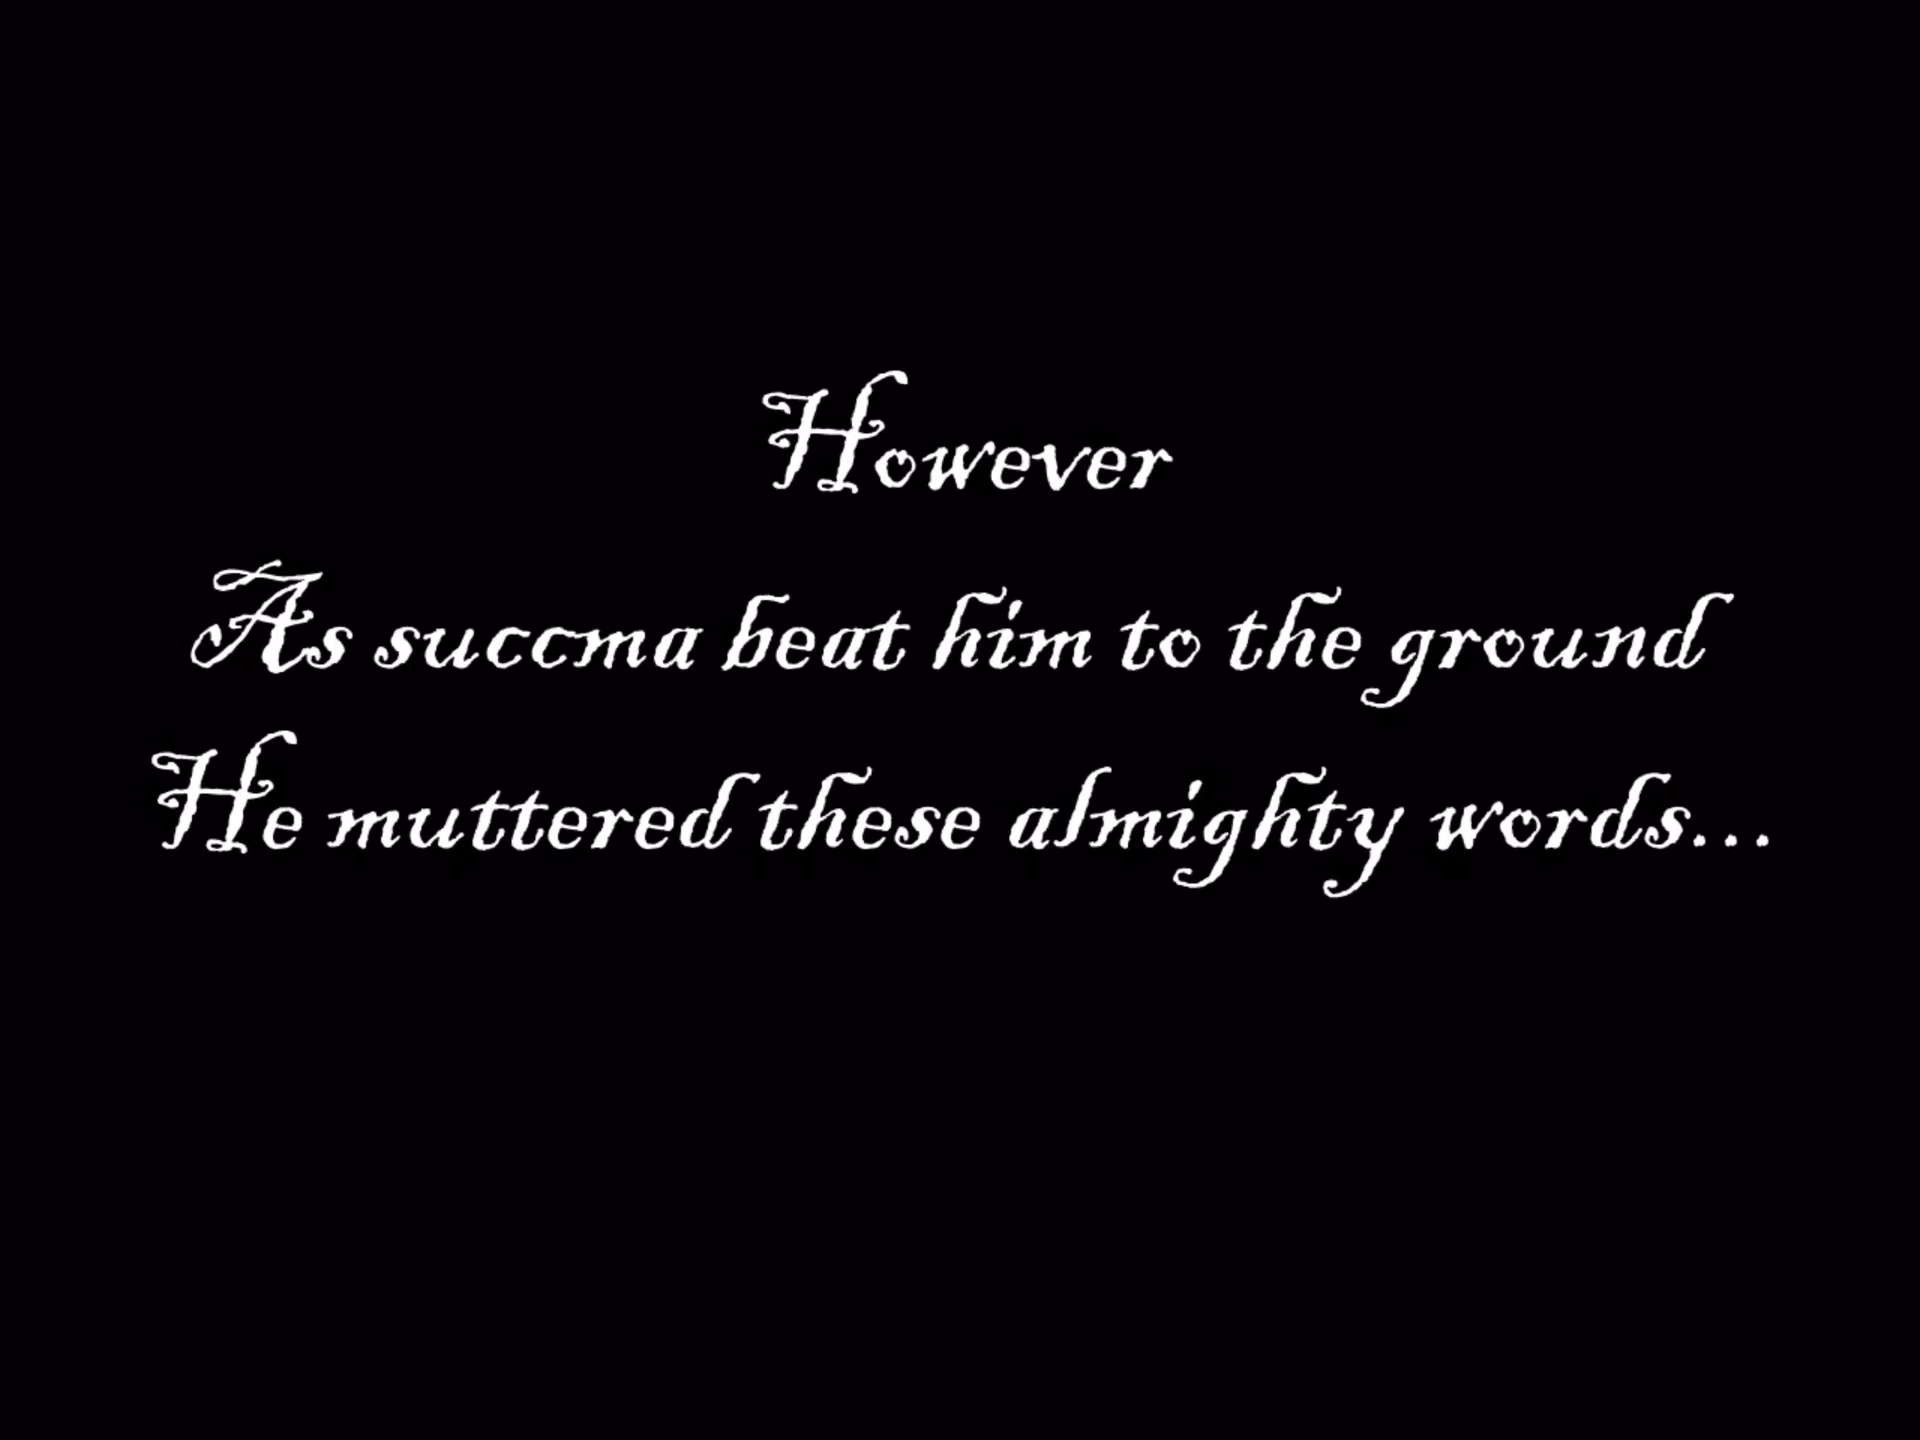 However
As succma beat him to the ground
He muttered these almighty words...